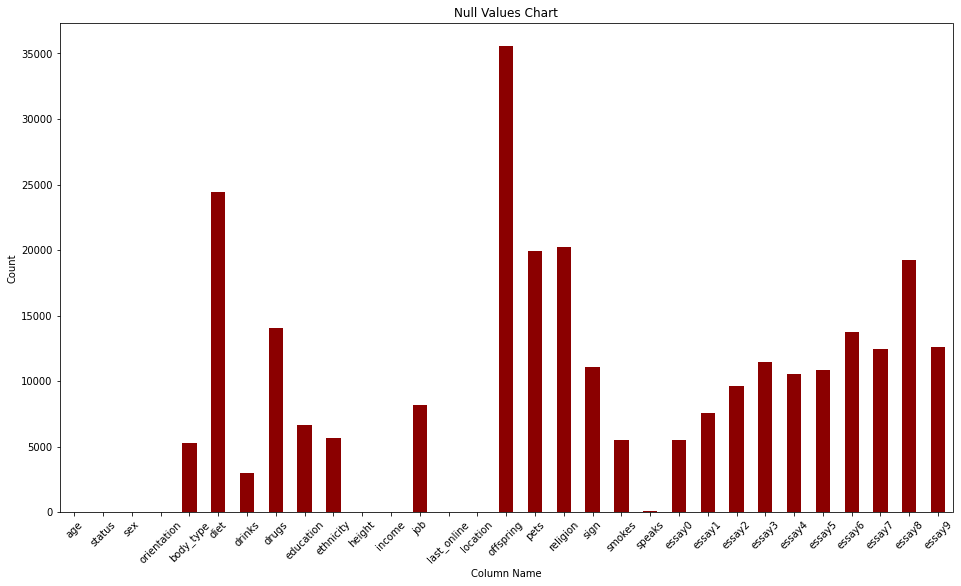 Null Values Chart
Count
35000
30000
25000
20000
15000
10000
5000
0
age
status
sex
orientation
body_type
diet
drinks
drugs
education
ethnicity
height
income
job
last_online
location
offspring
pets
religion
sign
smokes
speaks
essay0
essay1
essay2
essay3
essay4
essay5
essay6
essay7
essay8
essay9
Column Name